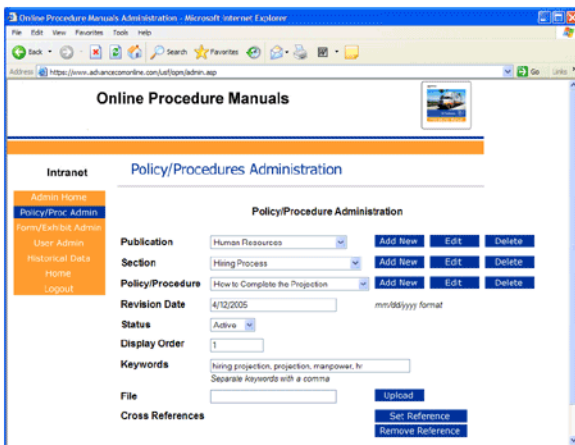 Online Procedure Manuals Administration - Microsoft Internet Explorer
File Edit View Favorites Tools Help
Back Search Favorites
Address https://www.advancecomonline.com/usf/opm/admin.asp Go Links
Online Procedure Manuals
Intranet
Policy/Procedures Administration
Admin Home
Policy/Proc Admin
Form/Exhibit Admin
User Admin
Historical Data
Home
Logout
Policy/Procedure Administration
Publication Human Resources Add New Edit Delete
Section Hiring Process Add New Edit Delete
Policy/Procedure How to Complete the Projection Add New Edit Delete
Revision Date 4/12/2005 mm/dd/yyyy format
Status Active
Display Order 1
Keywords hiring projection, projection, manpower, hr
Separate keywords with a comma
File Upload
Cross References Set Reference
Remove Reference